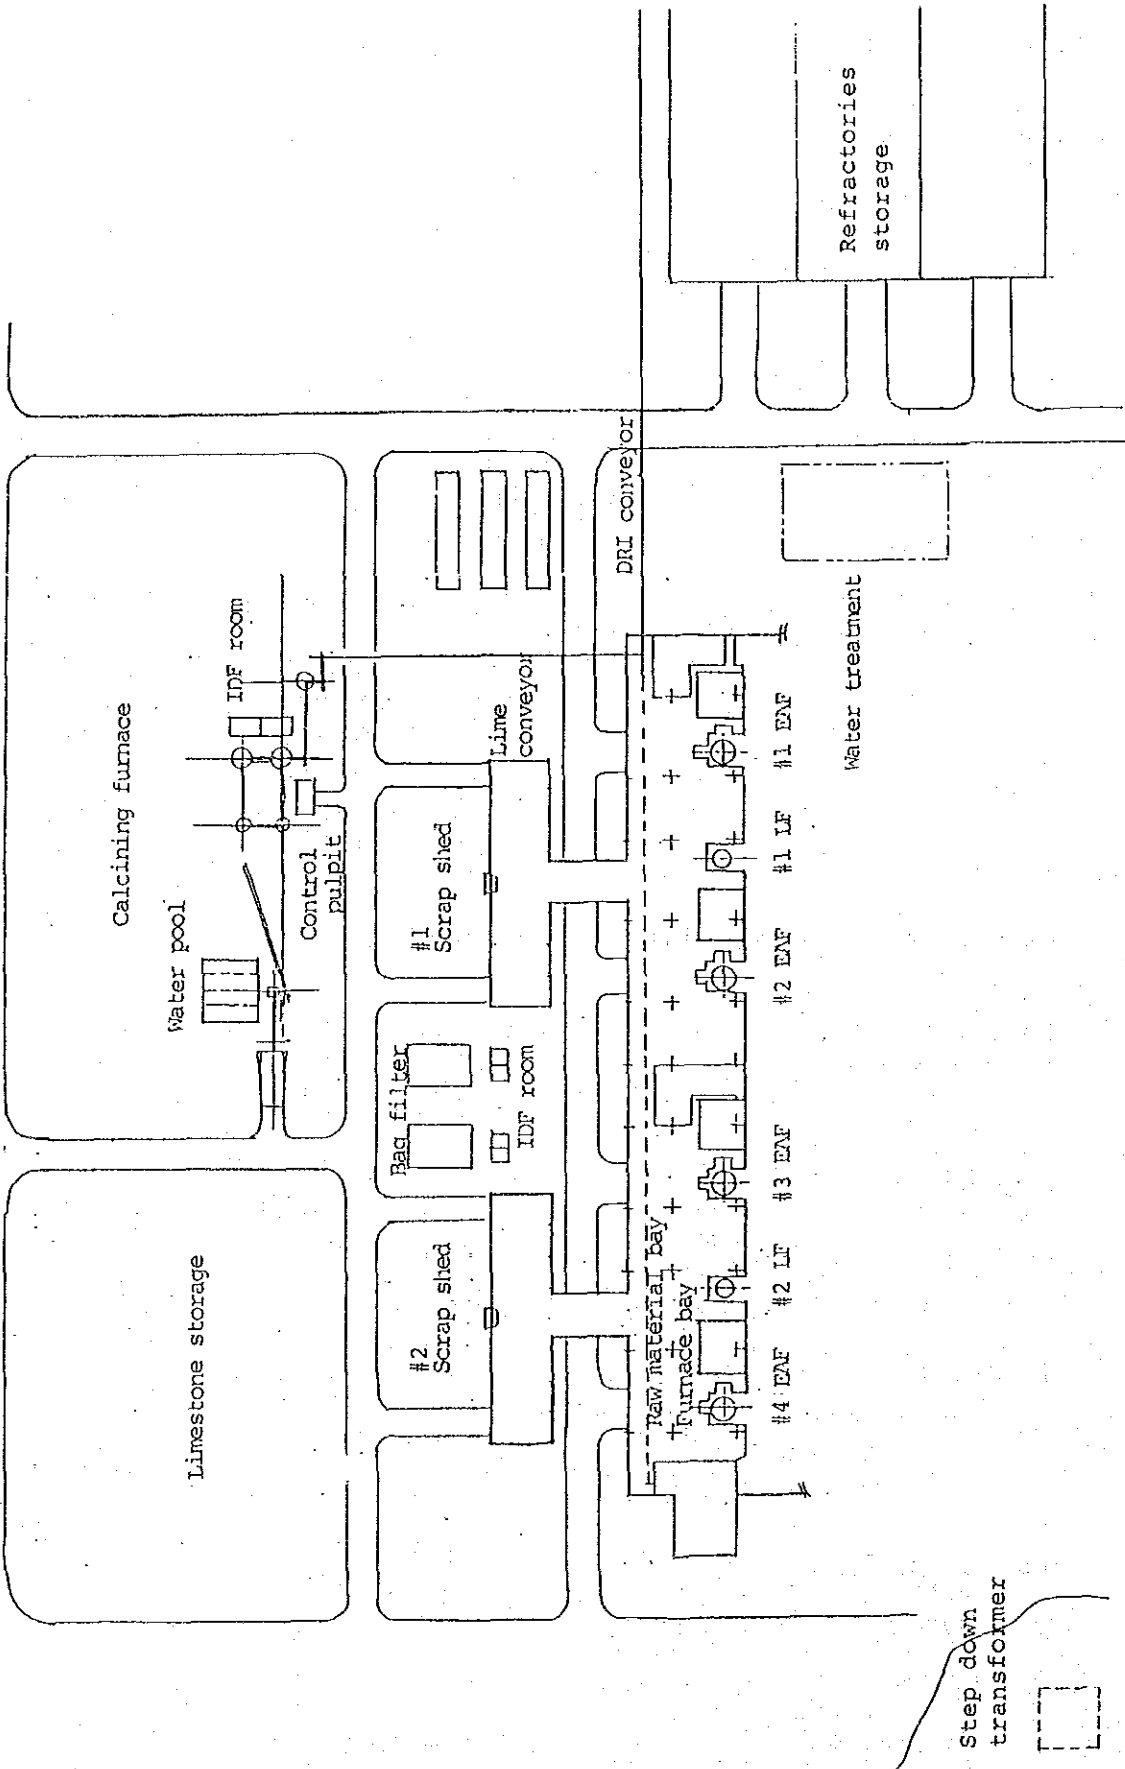 Limestone storage
Calcining furnace
Water pool
IDF room
Control
pulpit
#2
Scrap shed
Bag filter
IDF room
#1
Scrap shed
Lime
conveyor
DRI conveyor
Raw material bay
Furnace bay
#4 EAF
#2 LF
#3 EAF
#2 EAF
#1 LF
#1 EAF
Water treatment
Refractories
storage
Step down
transformer